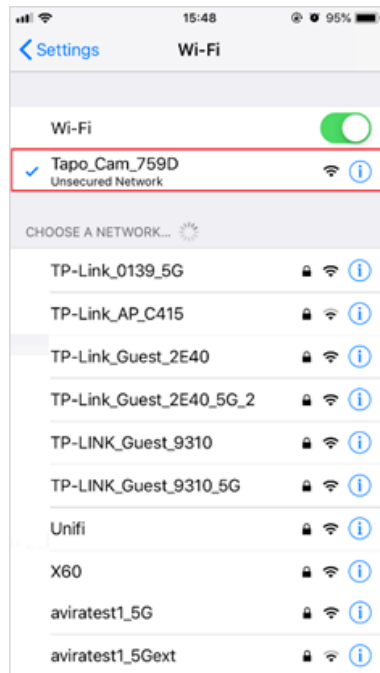 15:48
95%
Settings
Wi-Fi
Wi-Fi
Tapo_Cam_759D
Unsecured Network
CHOOSE A NETWORK...
TP-Link_0139_5G
TP-Link_AP_C415
TP-Link_Guest_2E40
TP-Link_Guest_2E40_5G_2
TP-LINK_Guest_9310
TP-LINK_Guest_9310_5G
Unifi
X60
aviratest1_5G
aviratest1_5Gext